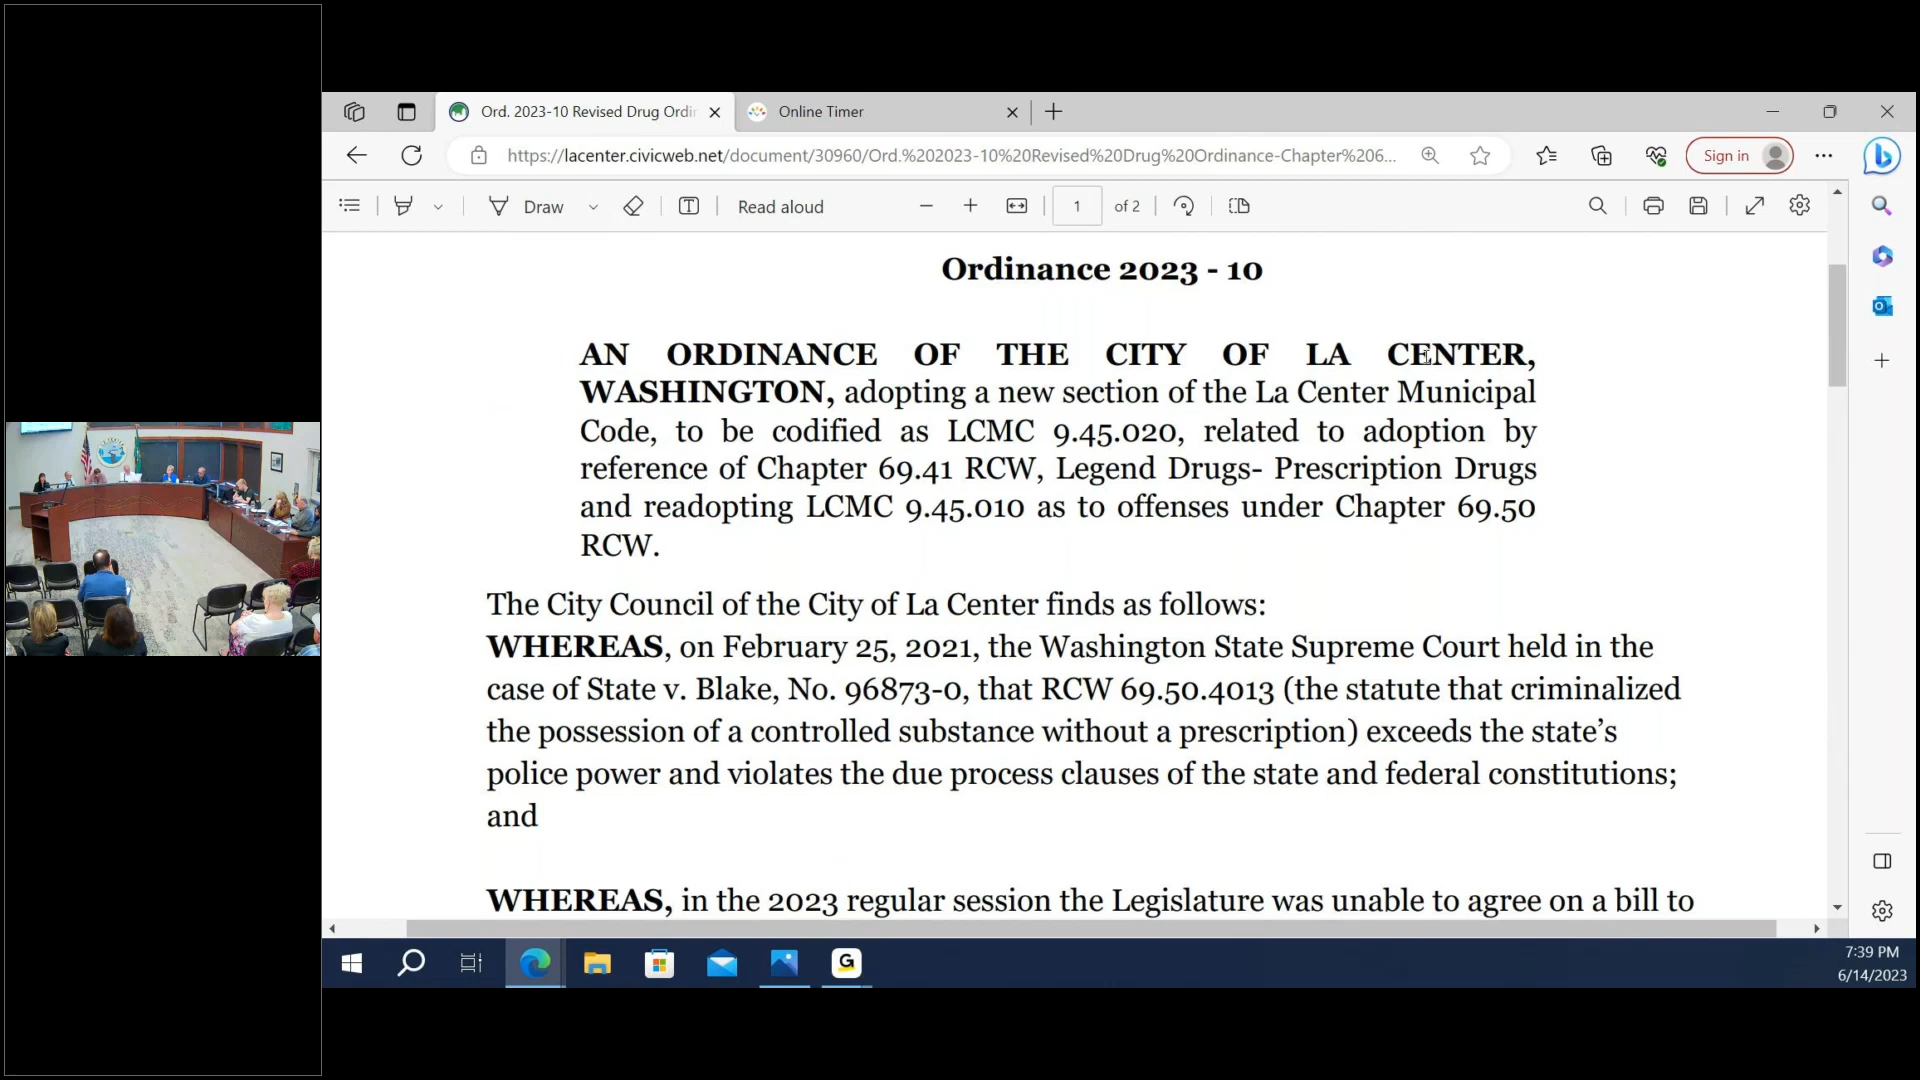 Ord. 2023-10 Revised Drug Ordi
Online Timer
https://lacenter.civicweb.net/document/30960/Ord.%202023-10%20Revised%20Drug%20Ordinance-Chapter%206...
Sign in
Draw
Read aloud
1
of 2
Ordinance 2023 - 10
AN ORDINANCE OF THE CITY OF LA CENTER,
WASHINGTON, adopting a new section of the La Center Municipal
Code, to be codified as LCMC 9.45.020, related to adoption by
reference of Chapter 69.41 RCW, Legend Drugs- Prescription Drugs
and readopting LCMC 9.45.010 as to offenses under Chapter 69.50
RCW.
The City Council of the City of La Center finds as follows:
WHEREAS, on February 25, 2021, the Washington State Supreme Court held in the
case of State v. Blake, No. 96873-0, that RCW 69.50.4013 (the statute that criminalized
the possession of a controlled substance without a prescription) exceeds the state’s
police power and violates the due process clauses of the state and federal constitutions;
and
WHEREAS, in the 2023 regular session the Legislature was unable to agree on a bill to
G
7:39 PM
6/14/2023